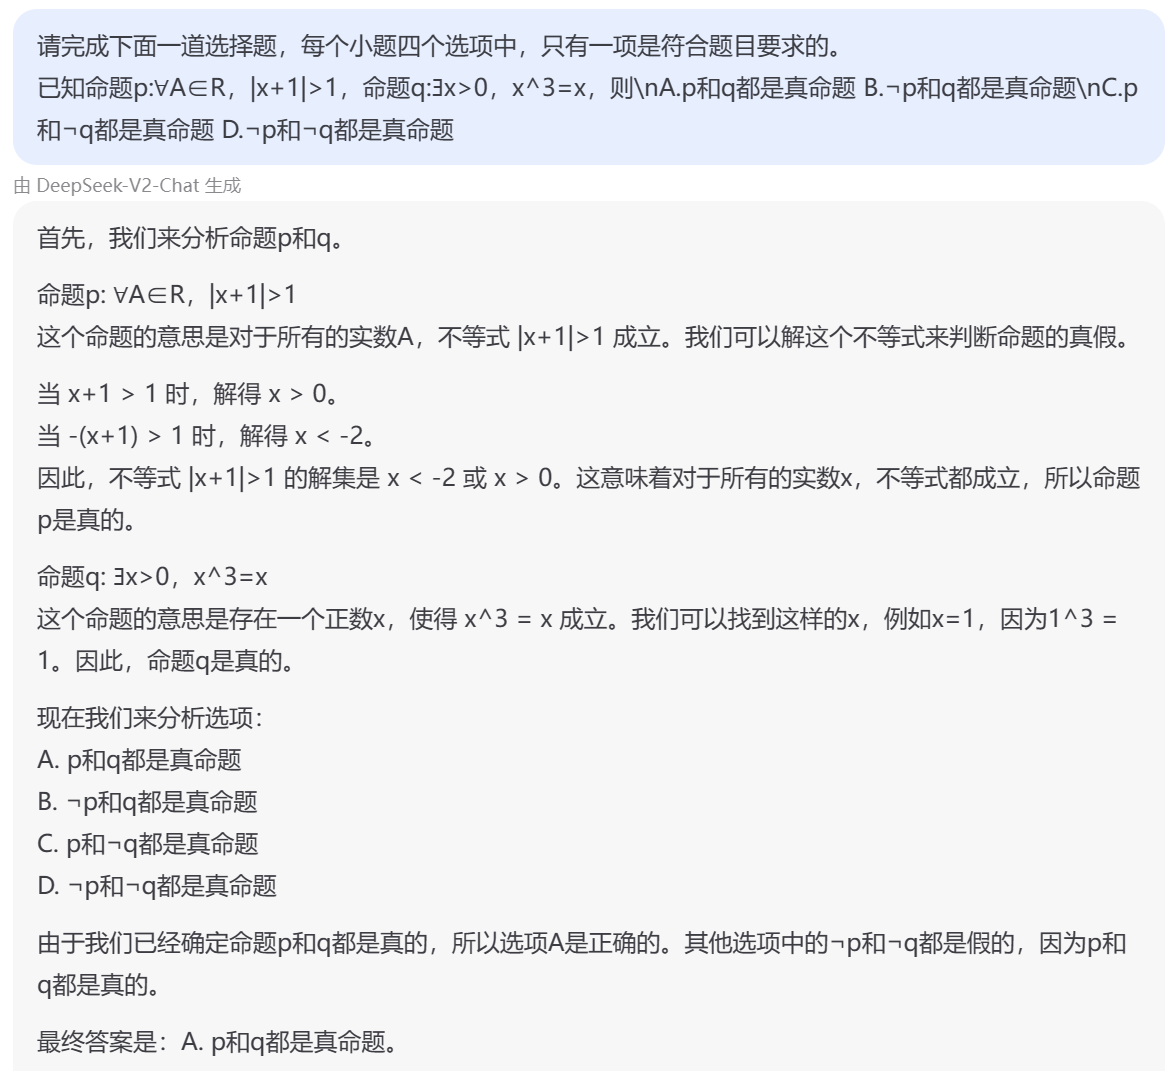 请完成下面一道选择题，每个小题四个选项中，只有一项是符合题目要求的。
已知命题p:∀A∈R，|x+1|>1，命题q:∃x>0，x^3=x，则\nA.p和q都是真命题 B.¬p和q都是真命题\nC.p
和¬q都是真命题 D.¬p和¬q都是真命题
由 DeepSeek-V2-Chat 生成
首先，我们来分析命题p和q。
命题p: ∀A∈R，|x+1|>1
这个命题的意思是对于所有的实数A，不等式 |x+1|>1 成立。我们可以解这个不等式来判断命题的真假。
当 x+1 > 1 时，解得 x > 0。
当 -(x+1) > 1 时，解得 x < -2。
因此，不等式 |x+1|>1 的解集是 x < -2 或 x > 0。这意味着对于所有的实数x，不等式都成立，所以命题
p是真的。
命题q: ∃x>0，x^3=x
这个命题的意思是存在一个正数x，使得 x^3 = x 成立。我们可以找到这样的x，例如x=1，因为1^3 =
1。因此，命题q是真的。
现在我们来分析选项：
A. p和q都是真命题
B. ¬p和q都是真命题
C. p和¬q都是真命题
D. ¬p和¬q都是真命题
由于我们已经确定命题p和q都是真的，所以选项A是正确的。其他选项中的¬p和¬q都是假的，因为p和
q都是真的。
最终答案是：A. p和q都是真命题。